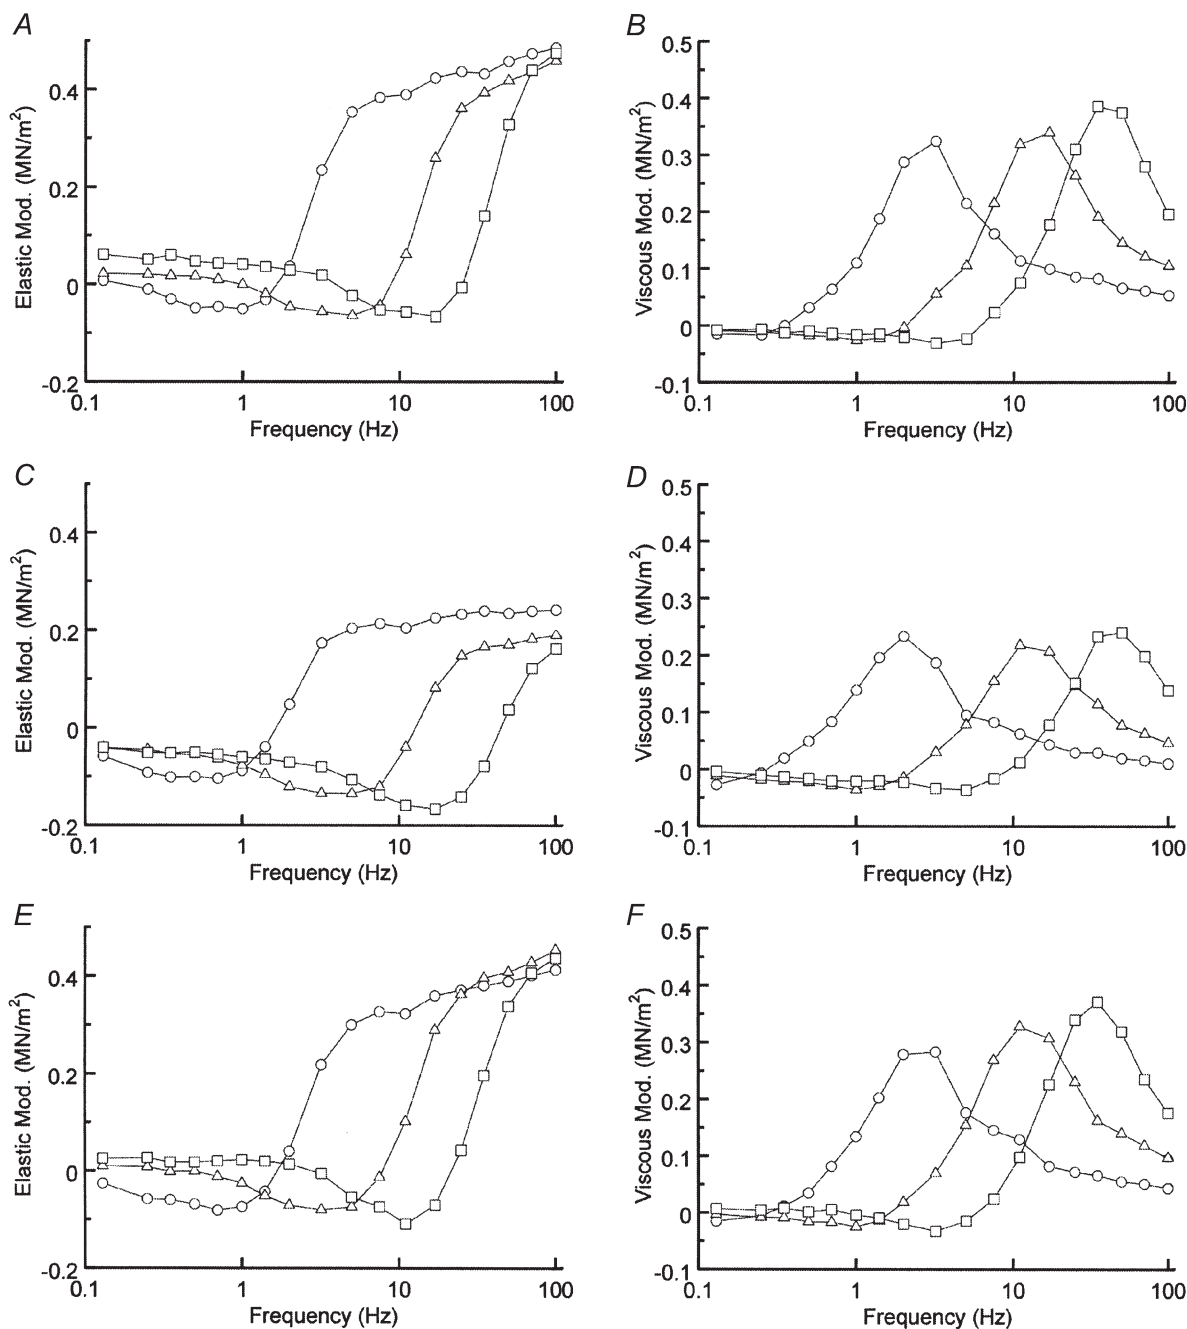 A
Elastic Mod. (MN/m²)
0.4
0.2
0
-0.2
0.1 1 10 100
Frequency (Hz)
B
Viscous Mod. (MN/m²)
0.5
0.4
0.3
0.2
0.1
0
-0.1
0.1 1 10 100
Frequency (Hz)
C
Elastic Mod. (MN/m²)
0.4
0.2
0
-0.2
0.1 1 10 100
Frequency (Hz)
D
Viscous Mod. (MN/m²)
0.5
0.4
0.3
0.2
0.1
0
-0.1
0.1 1 10 100
Frequency (Hz)
E
Elastic Mod. (MN/m²)
0.4
0.2
0
-0.2
0.1 1 10 100
Frequency (Hz)
F
Viscous Mod. (MN/m²)
0.5
0.4
0.3
0.2
0.1
0
-0.1
0.1 1 10 100
Frequency (Hz)